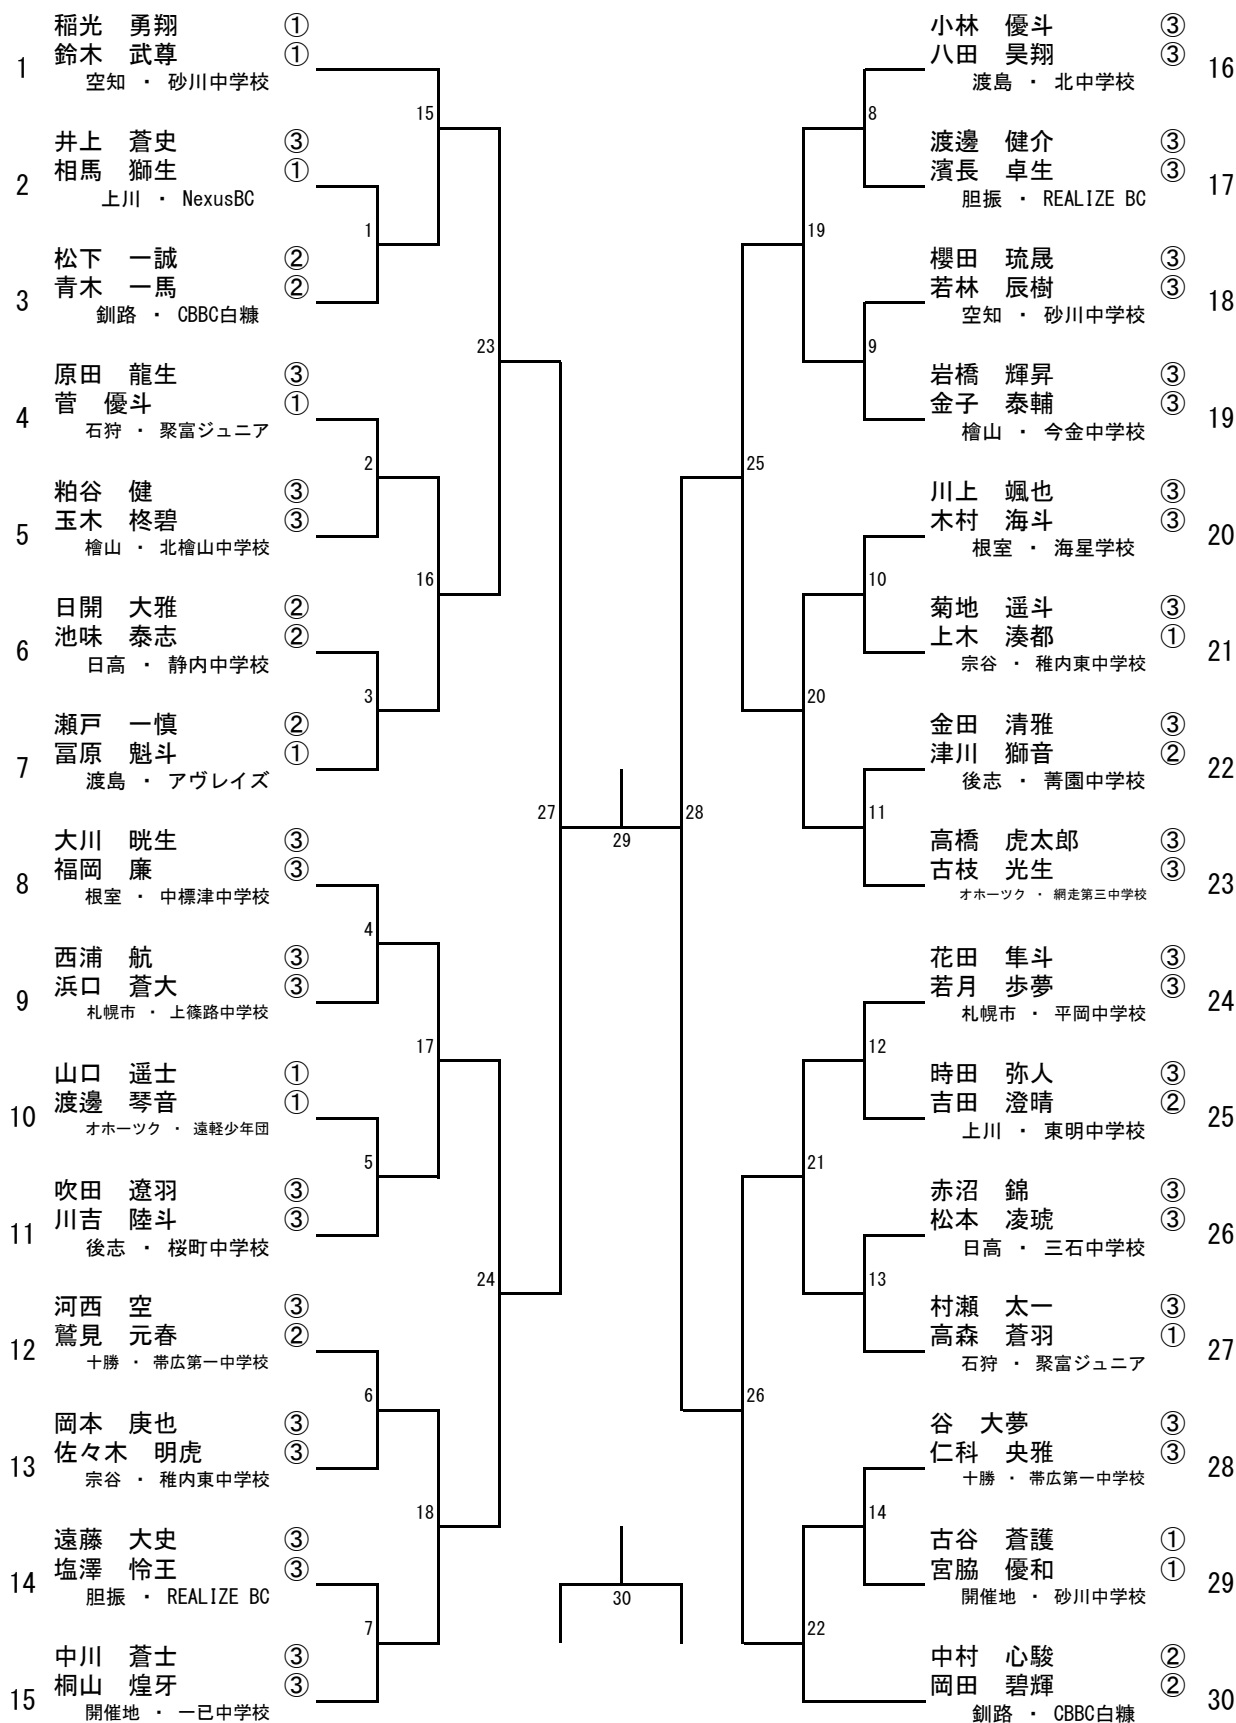 稲光　勇翔　①
鈴木　武尊　①
1
空知 ・ 砂川中学校
井上　蒼史　③
相馬　獅生　①
2
上川 ・ NexusBC
松下　一誠　②
青木　一馬　②
3
釧路 ・ CBBC白糠
原田　龍生　③
菅　優斗　①
4
石狩 ・ 聚富ジュニア
粕谷　健　③
玉木　柊碧　③
5
檜山 ・ 北檜山中学校
日開　大雅　②
池味　泰志　②
6
日高 ・ 静内中学校
瀬戸　一慎　②
冨原　魁斗　①
7
渡島 ・ アヴレイズ
大川　晄生　③
福岡　廉　③
8
根室 ・ 中標津中学校
西浦　航　③
浜口　蒼大　③
9
札幌市 ・ 上篠路中学校
山口　遥士　①
渡邊　琴音　①
10
オホーツク ・ 遠軽少年団
吹田　遼羽　③
川吉　陸斗　③
11
後志 ・ 桜町中学校
河西　空　③
鷲見　元春　②
12
十勝 ・ 帯広第一中学校
岡本　庚也　③
佐々木　明虎　③
13
宗谷 ・ 稚内東中学校
遠藤　大史　③
塩澤　怜王　③
14
胆振 ・ REALIZE BC
中川　蒼士　③
桐山　煌牙　③
15
開催地 ・ 一已中学校
15
1
23
2
16
3
27
4
17
5
24
6
18
7
29
30
28
8
19
9
25
10
20
11
12
21
13
26
14
22
小林　優斗　③
八田　昊翔　③
16
渡島 ・ 北中学校
渡邊　健介　③
濱長　卓生　③
17
胆振 ・ REALIZE BC
櫻田　琉晟　③
若林　辰樹　③
18
空知 ・ 砂川中学校
岩橋　輝昇　③
金子　泰輔　③
19
檜山 ・ 今金中学校
川上　颯也　③
木村　海斗　③
20
根室 ・ 海星学校
菊地　遥斗　③
上木　湊都　①
21
宗谷 ・ 稚内東中学校
金田　清雅　③
津川　獅音　②
22
後志 ・ 菁園中学校
高橋　虎太郎　③
古枝　光生　③
23
オホーツク ・ 網走第三中学校
花田　隼斗　③
若月　歩夢　③
24
札幌市 ・ 平岡中学校
時田　弥人　③
吉田　澄晴　②
25
上川 ・ 東明中学校
赤沼　錦　③
松本　凌琥　③
26
日高 ・ 三石中学校
村瀬　太一　③
高森　蒼羽　①
27
石狩 ・ 聚富ジュニア
谷　大夢　③
仁科　央雅　③
28
十勝 ・ 帯広第一中学校
古谷　蒼護　①
宮脇　優和　①
29
開催地 ・ 砂川中学校
中村　心駿　②
岡田　碧輝　②
30
釧路 ・ CBBC白糠